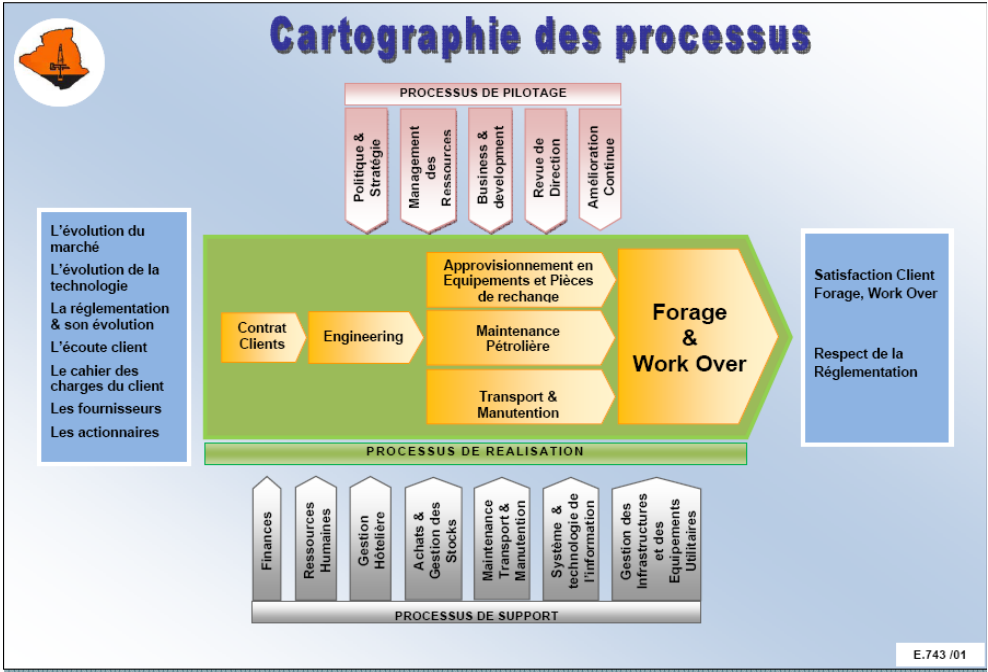 Cartographie des processus
PROCESSUS DE PILOTAGE
Politique &
Stratégie
Management
des
Ressources
Business &
development
Revue de
Direction
Amélioration
Continue
L'évolution du
marché
L'évolution de la
technologie
La réglementation
& son évolution
L'écoute client
Le cahier des
charges du client
Les fournisseurs
Les actionnaires
Contrat
Clients
Engineering
Approvisionnement en
Equipements et Pièces
de rechange
Maintenance
Pétrolière
Transport &
Manutention
Forage
&
Work Over
Satisfaction Client
Forage, Work Over
Respect de la
Réglementation
PROCESSUS DE REALISATION
Finances
Ressources
Humaines
Gestion
Hôtelière
Achats &
Gestion des
Stocks
Maintenance
Transport &
Manutention
Système &
technologie de
l'information
Gestion des
Infrastructures
et des
Equipements
Utilitaires
PROCESSUS DE SUPPORT
E.743 /01